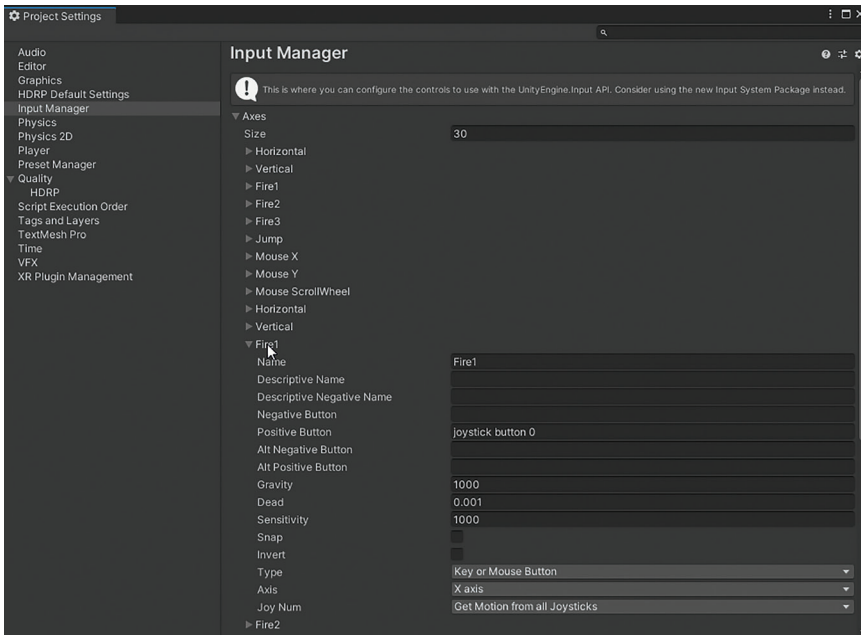 Project Settings
Input Manager
Audio
Editor
Graphics
HDRP Default Settings
Input Manager
Physics
Physics 2D
Player
Preset Manager
Quality
HDRP
Script Execution Order
Tags and Layers
TextMesh Pro
Time
VFX
XR Plugin Management
This is where you can configure the controls to use with the UnityEngine.Input API. Consider using the new Input System Package instead.
Axes
Size 30
Horizontal
Vertical
Fire1
Fire2
Fire3
Jump
Mouse X
Mouse Y
Mouse ScrollWheel
Horizontal
Vertical
Fire1
Name Fire1
Descriptive Name
Descriptive Negative Name
Negative Button
Positive Button joystick button 0
Alt Negative Button
Alt Positive Button
Gravity 1000
Dead 0.001
Sensitivity 1000
Snap
Invert
Type Key or Mouse Button
Axis X axis
Joy Num Get Motion from all Joysticks
Fire2